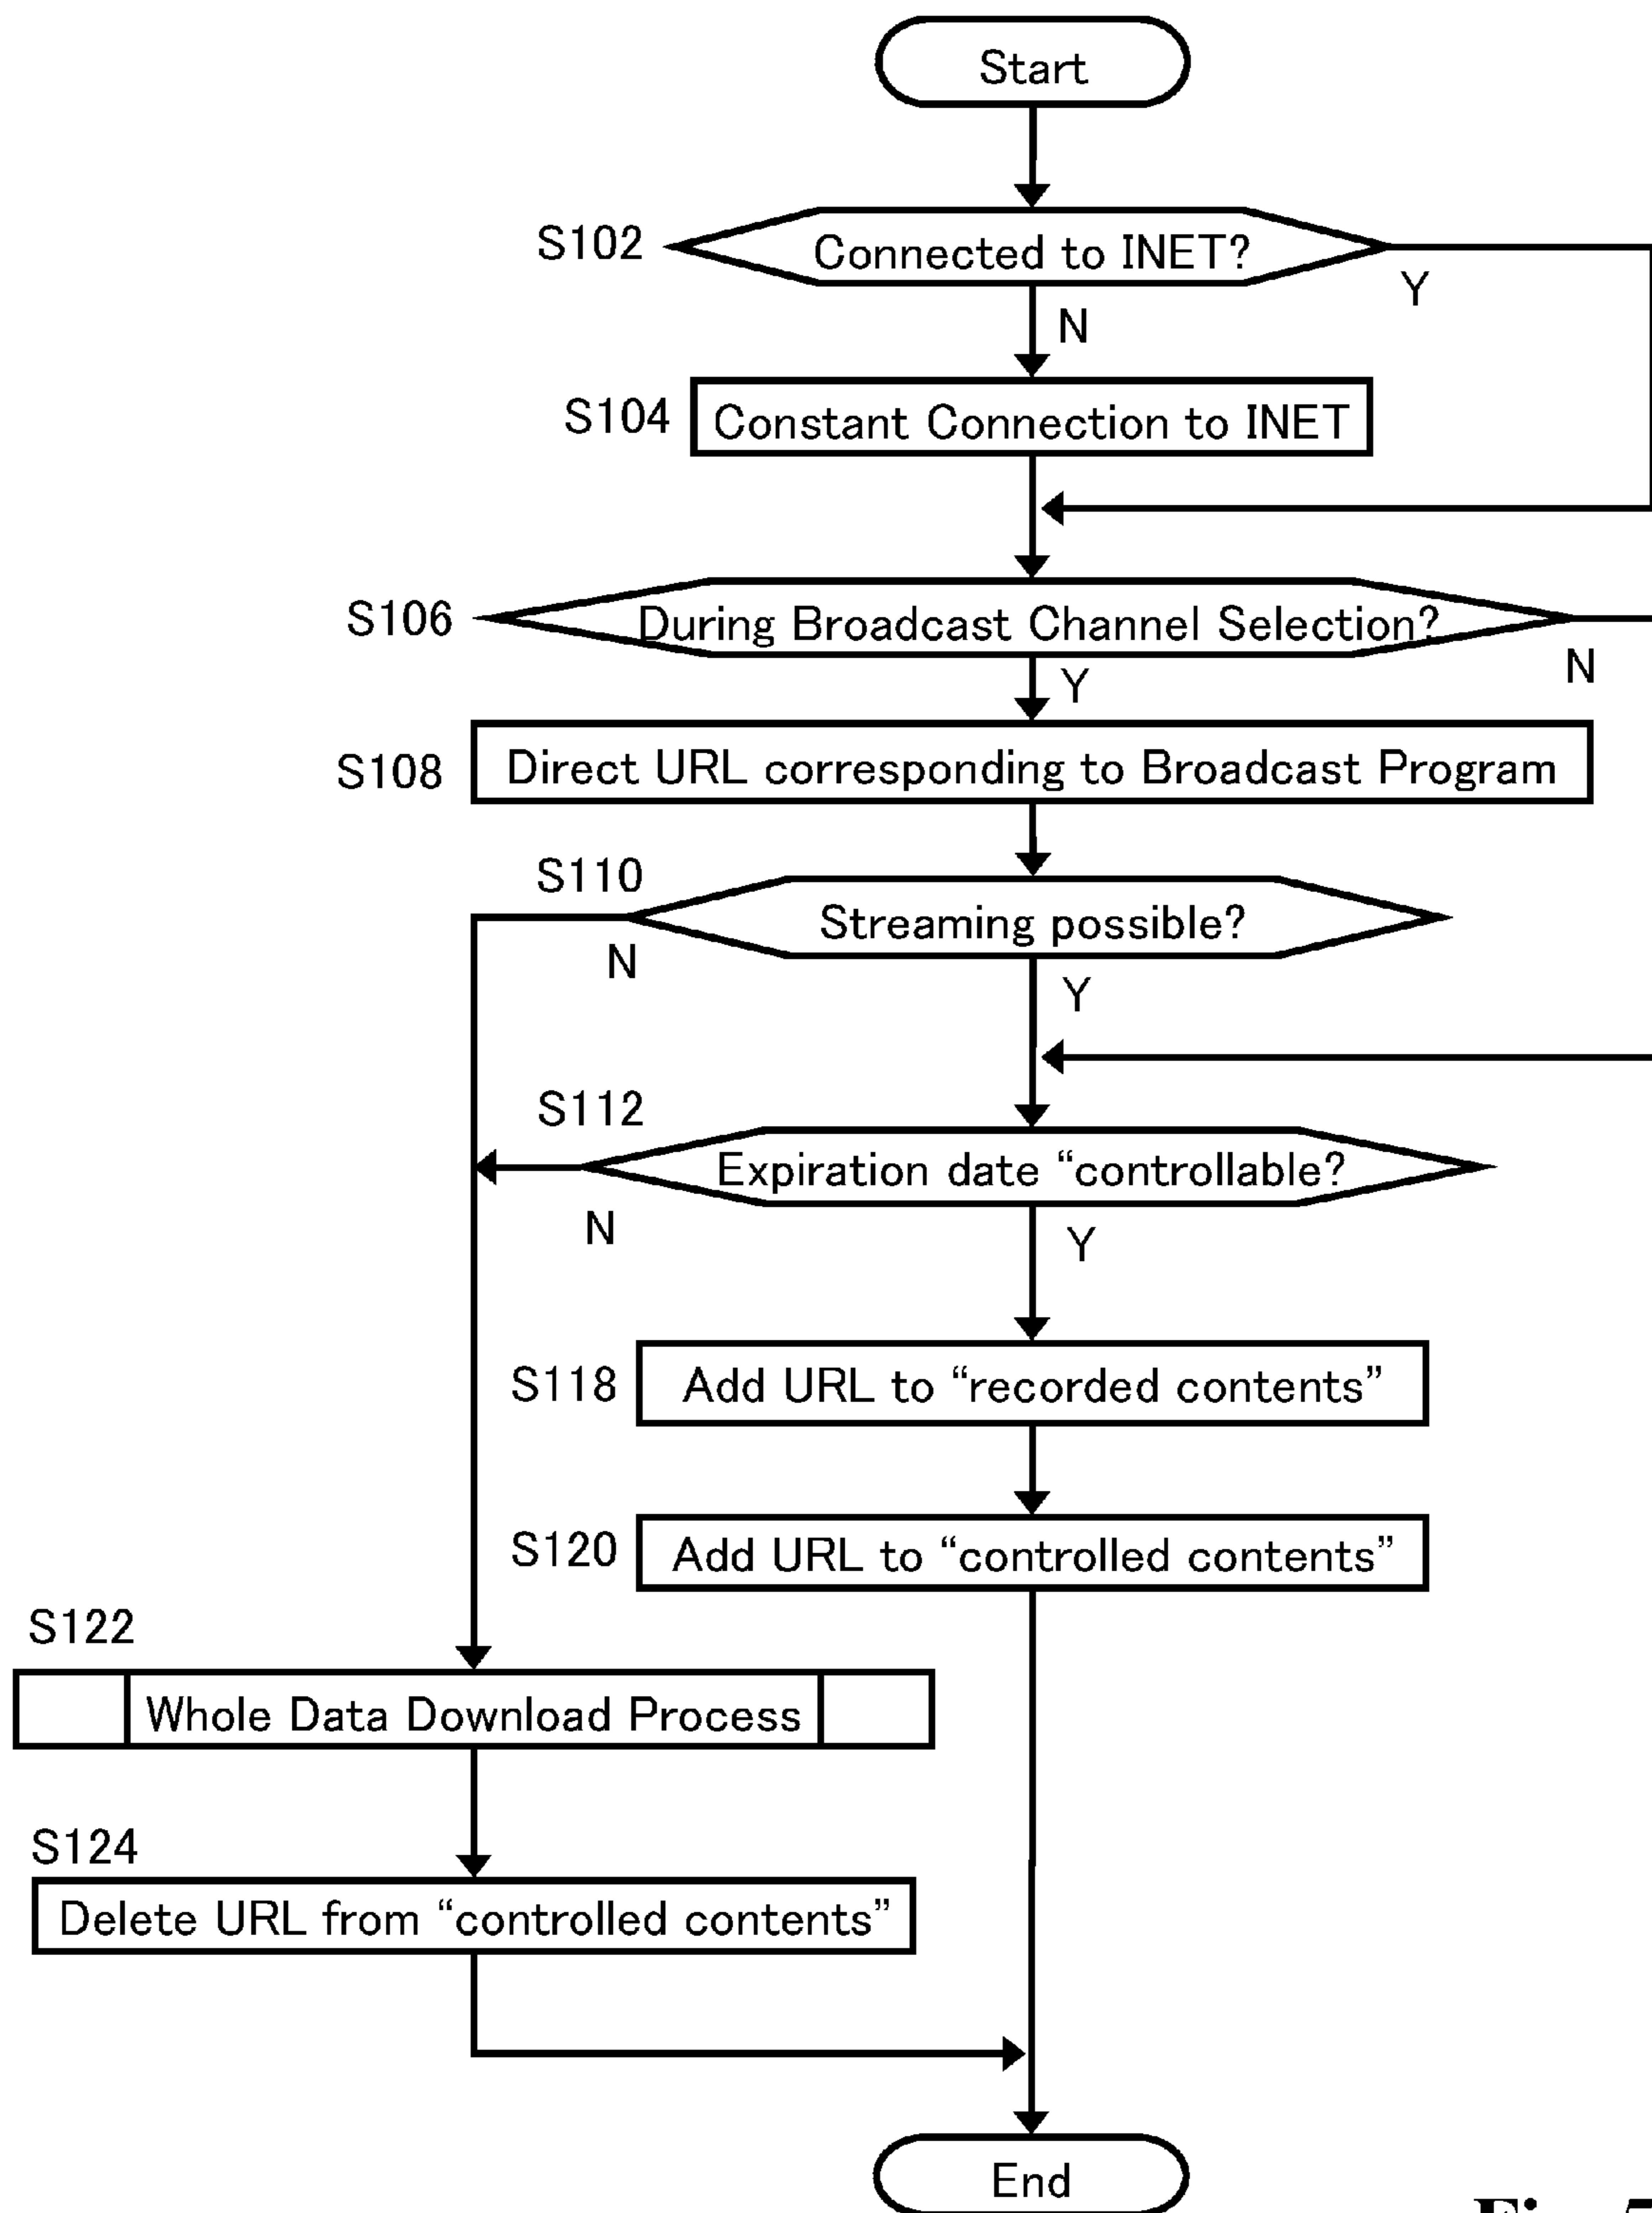 Start
S102
Connected to INET?
Y
N
S104
Constant Connection to INET
S106
During Broadcast Channel Selection?
N
Y
S108
Direct URL corresponding to Broadcast Program
S110
Streaming possible?
N
Y
S112
Expiration date “controllable?
N
Y
S118
Add URL to “recorded contents”
S120
Add URL to “controlled contents”
S122
Whole Data Download Process
S124
Delete URL from “controlled contents”
End